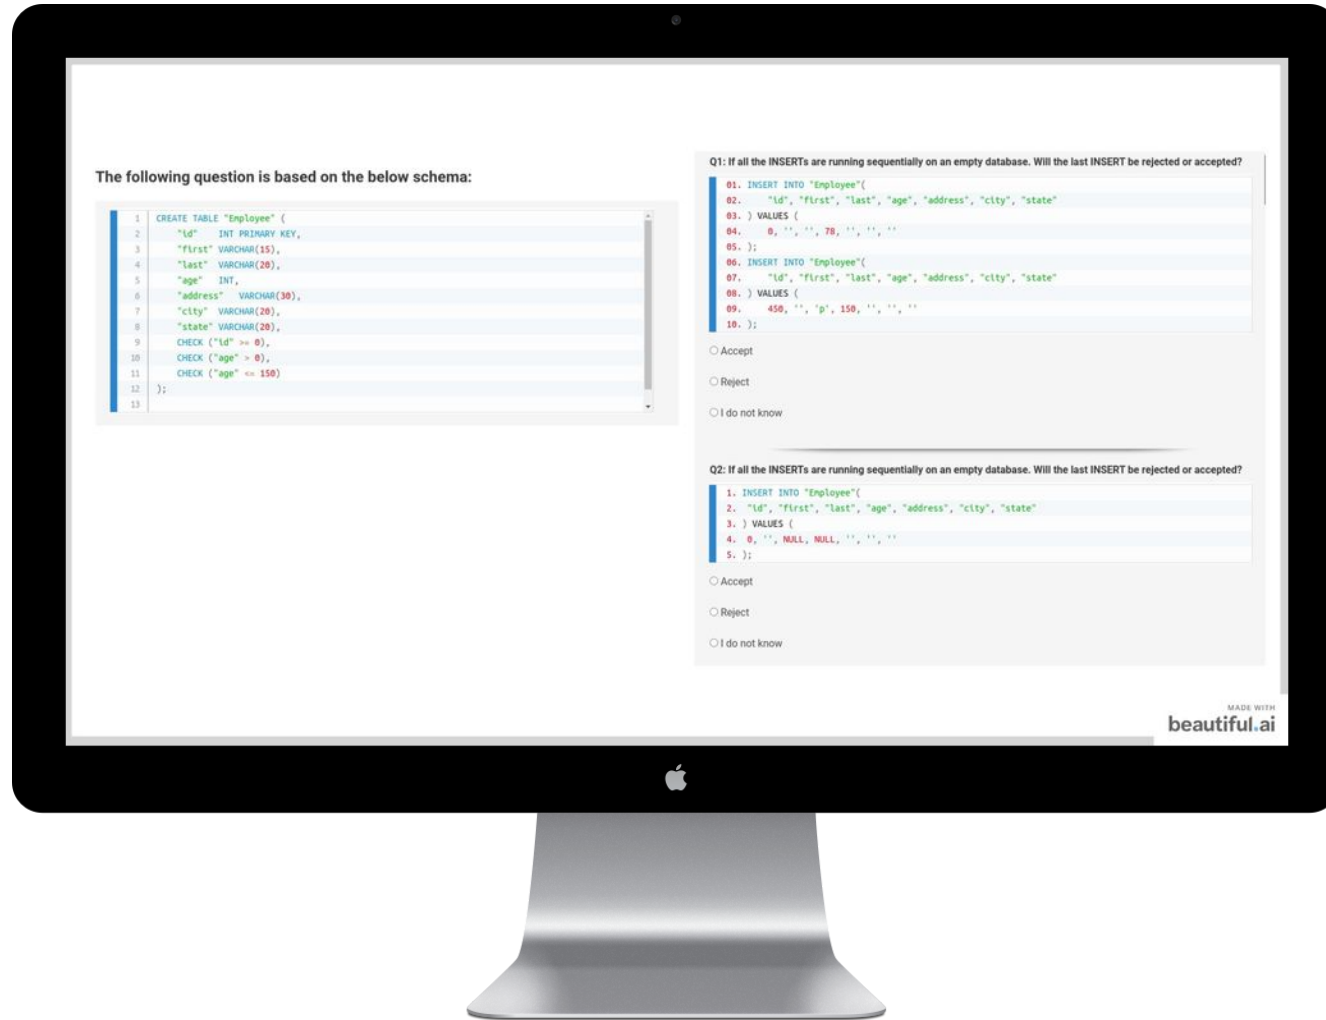 The following question is based on the below schema:
1 CREATE TABLE "Employee" (
2 "id" INT PRIMARY KEY,
3 "first" VARCHAR(15),
4 "last" VARCHAR(20),
5 "age" INT,
6 "address" VARCHAR(30),
7 "city" VARCHAR(20),
8 "state" VARCHAR(20),
9 CHECK ("id" >= 0),
10 CHECK ("age" > 0),
11 CHECK ("age" <= 150)
12 );
13
Q1: If all the INSERTs are running sequentially on an empty database. Will the last INSERT be rejected or accepted?
01. INSERT INTO "Employee"(
02. "id", "first", "last", "age", "address", "city", "state"
03. ) VALUES (
04. 0, '', '', 78, '', '', ''
05. );
06. INSERT INTO "Employee"(
07. "id", "first", "last", "age", "address", "city", "state"
08. ) VALUES (
09. 450, '', 'p', 150, '', '', ''
10. );
Accept
Reject
I do not know
Q2: If all the INSERTs are running sequentially on an empty database. Will the last INSERT be rejected or accepted?
1. INSERT INTO "Employee"(
2. "id", "first", "last", "age", "address", "city", "state"
3. ) VALUES (
4. 0, '', NULL, NULL, '', '', ''
5. );
Accept
Reject
I do not know
MADE WITH
beautiful.ai